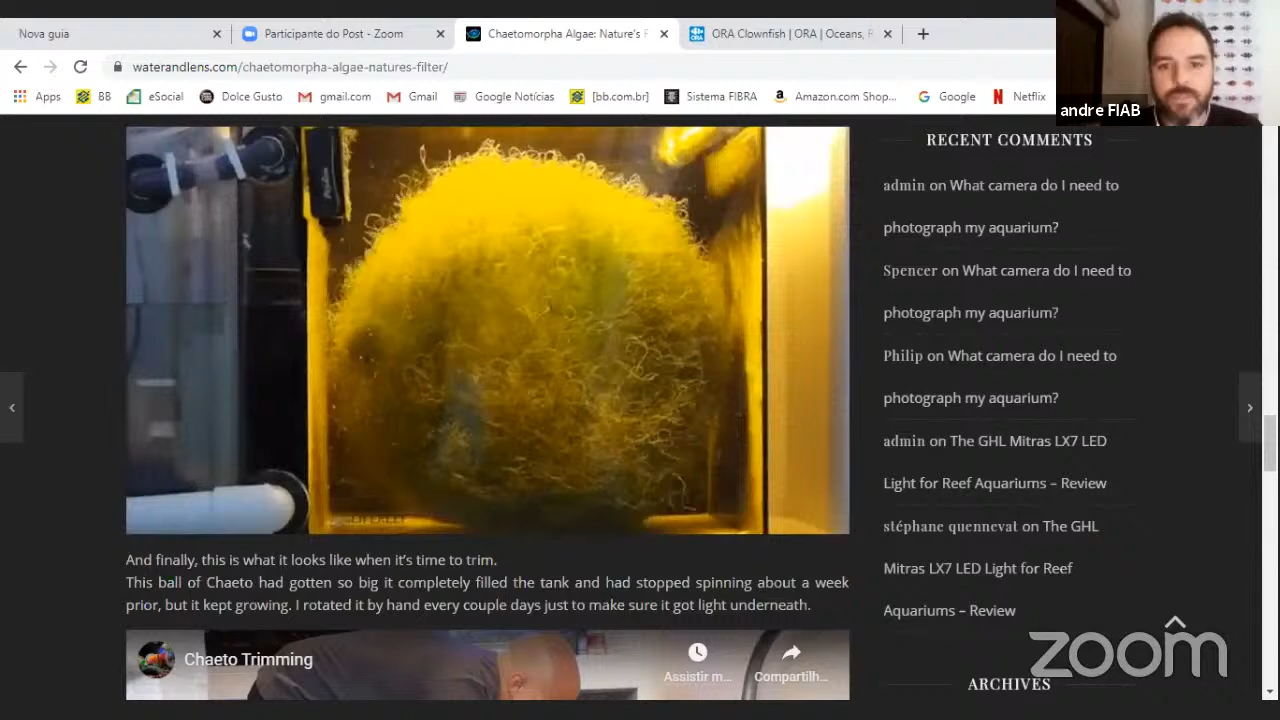 Nova guia
Participante do Post - Zoom
Chaetomorpha Algae: Nature's F
ORA Clownfish | ORA | Oceans, R
waterandlens.com/chaetomorpha-algae-natures-filter/
Apps
BB
eSocial
Dolce Gusto
gmail.com
Gmail
Google Notícias
[bb.com.br]
Sistema FIBRA
Amazon.com Shop...
Google
Netflix
andre FIAB
And finally, this is what it looks like when it's time to trim.
This ball of Chaeto had gotten so big it completely filled the tank and had stopped spinning about a week
prior, but it kept growing. I rotated it by hand every couple days just to make sure it got light underneath.
Chaeto Trimming
Assistir m...
Compartilh...
RECENT COMMENTS
admin on What camera do I need to
photograph my aquarium?
Spencer on What camera do I need to
photograph my aquarium?
Philip on What camera do I need to
photograph my aquarium?
admin on The GHL Mitras LX7 LED
Light for Reef Aquariums – Review
stéphane quennevat on The GHL
Mitras LX7 LED Light for Reef
Aquariums – Review
ARCHIVES
zoom